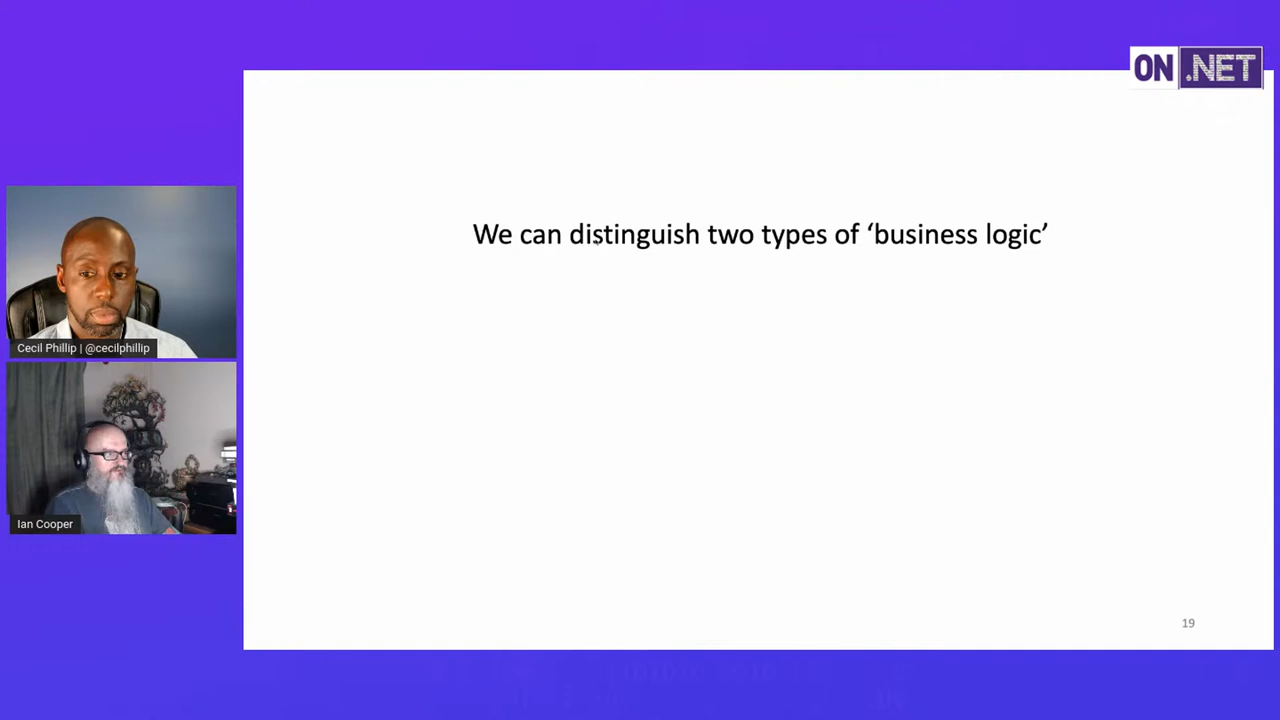 ON .NET
We can distinguish two types of ‘business logic’
Cecil Phillip | @cecilphillip
Ian Cooper
19